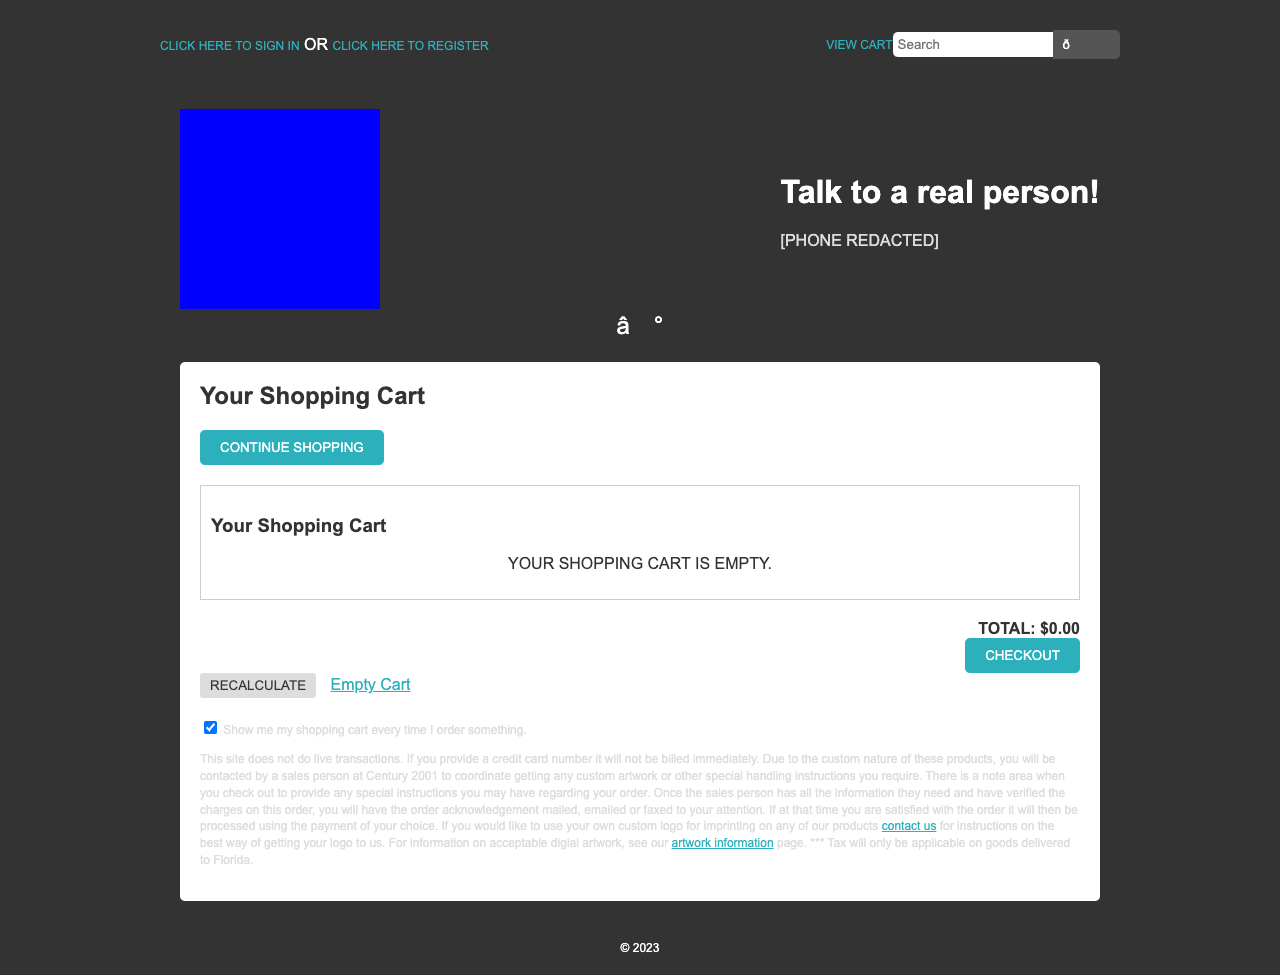 CLICK HERE TO SIGN IN OR CLICK HERE TO REGISTER
VIEW CART Search ð
Talk to a real person!
[PHONE REDACTED]
â °
Your Shopping Cart
CONTINUE SHOPPING
Your Shopping Cart
YOUR SHOPPING CART IS EMPTY.
TOTAL: $0.00
CHECKOUT
RECALCULATE Empty Cart
Show me my shopping cart every time I order something.
This site does not do live transactions. If you provide a credit card number it will not be billed immediately. Due to the custom nature of these products, you will be
contacted by a sales person at Century 2001 to coordinate getting any custom artwork or other special handling instructions you require. There is a note area when
you check out to provide any special instructions you may have regarding your order. Once the sales person has all the information they need and have verified the
charges on this order, you will have the order acknowledgement mailed, emailed or faxed to your attention. If at that time you are satisfied with the order it will then be
processed using the payment of your choice. If you would like to use your own custom logo for imprinting on any of our products contact us for instructions on the
best way of getting your logo to us. For information on acceptable digial artwork, see our artwork information page. *** Tax will only be applicable on goods delivered
to Florida.
© 2023